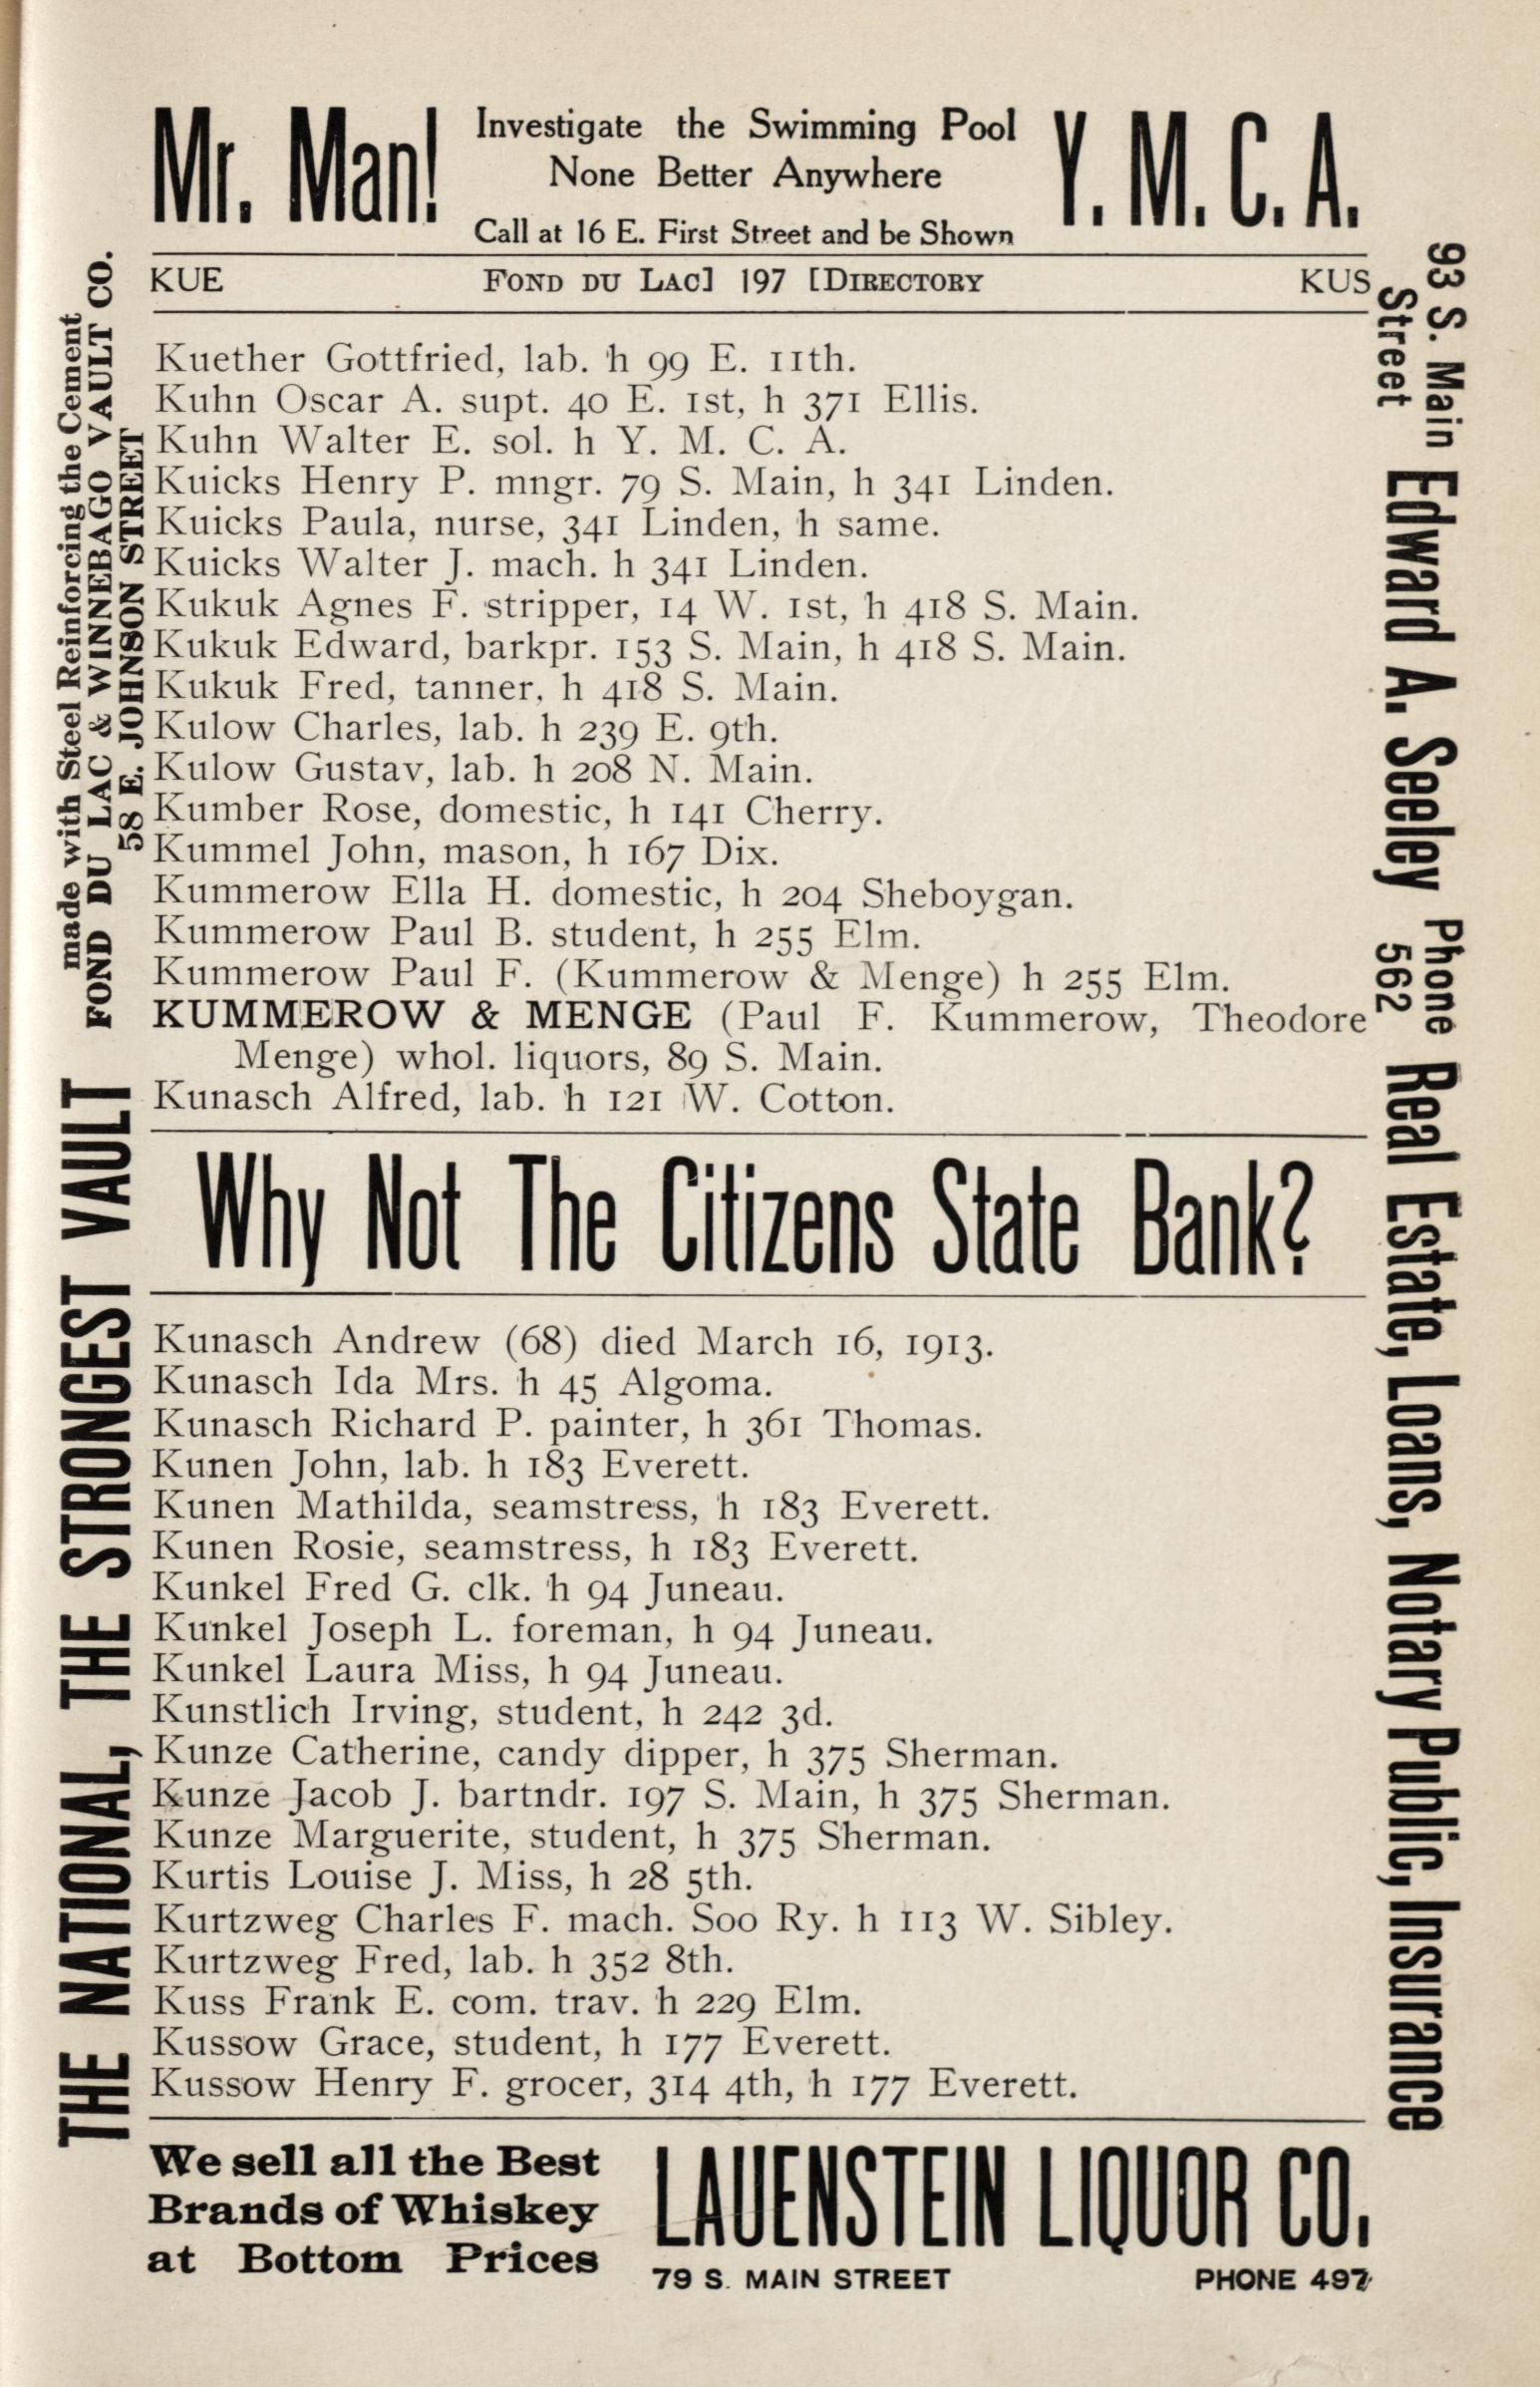 Mr. Man!
Investigate the Swimming Pool
None Better Anywhere
Call at 16 E. First Street and be Shown
Y. M. C. A.
KUE FOND DU LAC] 197 [DIRECTORY KUS
Kuether Gottfried, lab. h 99 E. 11th.
Kuhn Oscar A. supt. 40 E. 1st, h 371 Ellis.
Kuhn Walter E. sol. h Y. M. C. A.
Kuicks Henry P. mngr. 79 S. Main, h 341 Linden.
Kuicks Paula, nurse, 341 Linden, h same.
Kuicks Walter J. mach. h 341 Linden.
Kukuk Agnes F. stripper, 14 W. 1st, h 418 S. Main.
Kukuk Edward, barkpr. 153 S. Main, h 418 S. Main.
Kukuk Fred, tanner, h 418 S. Main.
Kulow Charles, lab. h 239 E. 9th.
Kulow Gustav, lab. h 208 N. Main.
Kumber Rose, domestic, h 141 Cherry.
Kummel John, mason, h 167 Dix.
Kummerow Ella H. domestic, h 204 Sheboygan.
Kummerow Paul B. student, h 255 Elm.
Kummerow Paul F. (Kummerow & Menge) h 255 Elm.
KUMMEROW & MENGE (Paul F. Kummerow, Theodore
Menge) whol. liquors, 89 S. Main.
Kunasch Alfred, lab. h 121 W. Cotton.
Why Not The Citizens State Bank?
Kunasch Andrew (68) died March 16, 1913.
Kunasch Ida Mrs. h 45 Algoma.
Kunasch Richard P. painter, h 361 Thomas.
Kunen John, lab. h 183 Everett.
Kunen Mathilda, seamstress, h 183 Everett.
Kunen Rosie, seamstress, h 183 Everett.
Kunkel Fred G. clk. h 94 Juneau.
Kunkel Joseph L. foreman, h 94 Juneau.
Kunkel Laura Miss, h 94 Juneau.
Kunstlich Irving, student, h 242 3d.
Kunze Catherine, candy dipper, h 375 Sherman.
Kunze Jacob J. bartndr. 197 S. Main, h 375 Sherman.
Kunze Marguerite, student, h 375 Sherman.
Kurtis Louise J. Miss, h 28 5th.
Kurtzweg Charles F. mach. Soo Ry. h 113 W. Sibley.
Kurtzweg Fred, lab. h 352 8th.
Kuss Frank E. com. trav. h 229 Elm.
Kussow Grace, student, h 177 Everett.
Kussow Henry F. grocer, 314 4th, h 177 Everett.
We sell all the Best
Brands of Whiskey
at Bottom Prices
LAUENSTEIN LIQUOR CO.
79 S. MAIN STREET PHONE 497
THE NATIONAL, THE STRONGEST VAULT
made with Steel Reinforcing the Cement
FOND DU LAC & WINNEBAGO VAULT CO.
58 E. JOHNSON STREET
93 S. Main
Street
Edward A. Seeley
Phone
562
Real Estate, Loans, Notary Public, Insurance